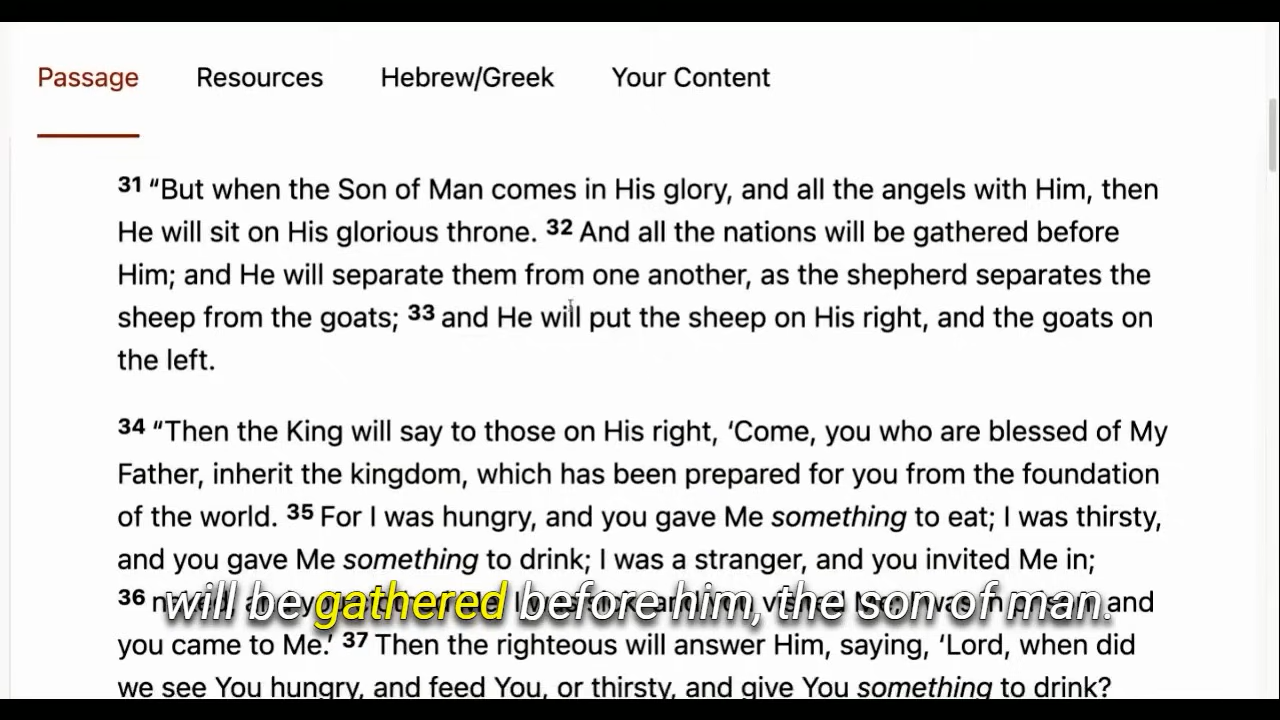 Passage Resources Hebrew/Greek Your Content
31 “But when the Son of Man comes in His glory, and all the angels with Him, then
He will sit on His glorious throne. 32 And all the nations will be gathered before
Him; and He will separate them from one another, as the shepherd separates the
sheep from the goats; 33 and He will put the sheep on His right, and the goats on
the left.
34 “Then the King will say to those on His right, ‘Come, you who are blessed of My
Father, inherit the kingdom, which has been prepared for you from the foundation
of the world. 35 For I was hungry, and you gave Me something to eat; I was thirsty,
and you gave Me something to drink; I was a stranger, and you invited Me in;
36 and you visited Me; I was in prison, and
will be gathered before him, the son of man.
you came to Me.’ 37 Then the righteous will answer Him, saying, ‘Lord, when did
we see You hungry, and feed You, or thirsty, and give You something to drink?